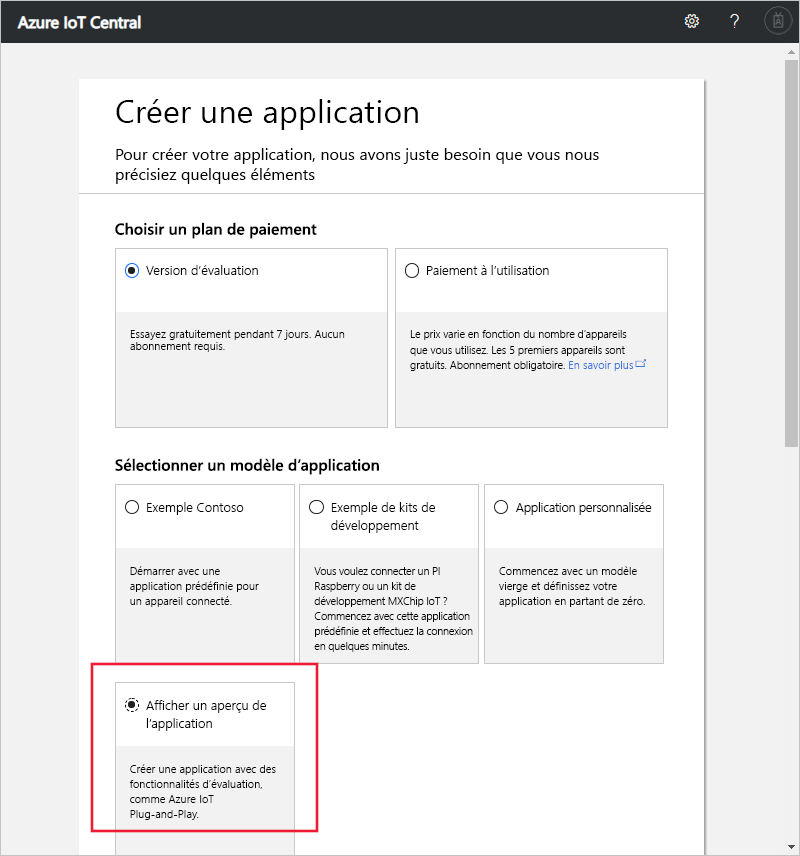 Azure IoT Central
?
Créer une application
Pour créer votre application, nous avons juste besoin que vous nous
précisiez quelques éléments
Choisir un plan de paiement
Version d'évaluation
Essayez gratuitement pendant 7 jours. Aucun
abonnement requis.
Paiement à l'utilisation
Le prix varie en fonction du nombre d'appareils
que vous utilisez. Les 5 premiers appareils sont
gratuits. Abonnement obligatoire. En savoir plus
Sélectionner un modèle d'application
Exemple Contoso
Démarrer avec une
application prédéfinie pour
un appareil connecté.
Exemple de kits de
développement
Vous voulez connecter un PI
Raspberry ou un kit de
développement MXChip IoT ?
Commencez avec cette application
prédéfinie et effectuez la connexion
en quelques minutes.
Application personnalisée
Commencez avec un modèle
vierge et définissez votre
application en partant de zéro.
Afficher un aperçu de
l'application
Créer une application avec des
fonctionnalités d'évaluation,
comme Azure IoT
Plug-and-Play.